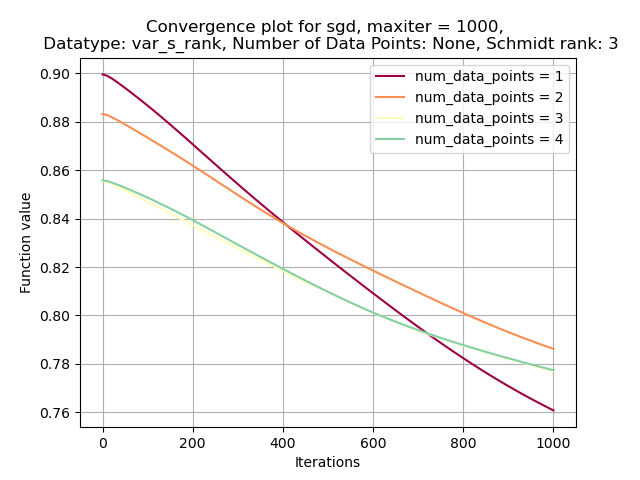 Convergence plot for sgd, maxiter = 1000,
Datatype: var_s_rank, Number of Data Points: None, Schmidt rank: 3
num_data_points = 1
num_data_points = 2
num_data_points = 3
num_data_points = 4
Function value
0.90
0.88
0.86
0.84
0.82
0.80
0.78
0.76
0
200
400
600
800
1000
Iterations